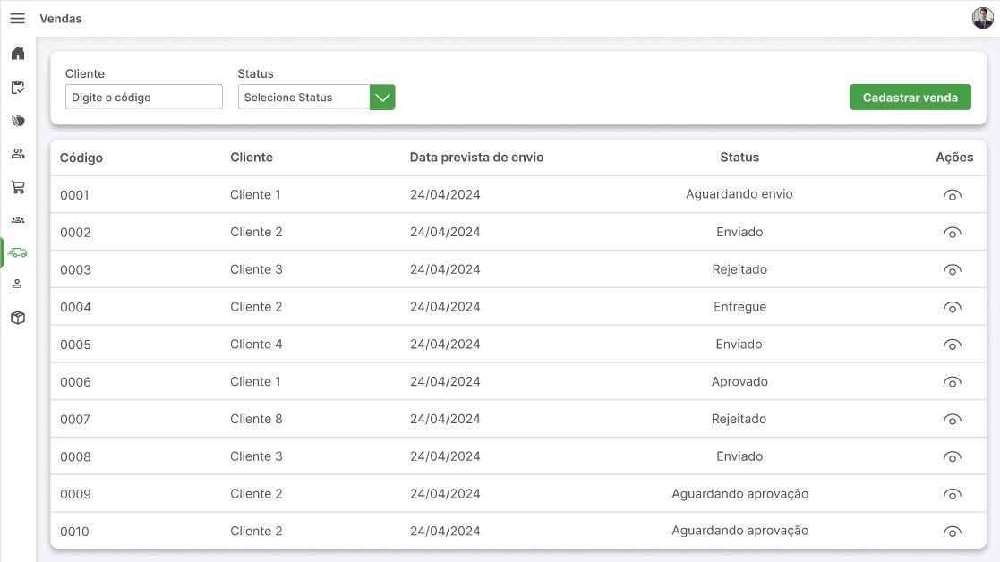 Vendas
Cliente Status
Digite o código Selecione Status Cadastrar venda
Código Cliente Data prevista de envio Status Ações
0001 Cliente 1 24/04/2024 Aguardando envio
0002 Cliente 2 24/04/2024 Enviado
0003 Cliente 3 24/04/2024 Rejeitado
0004 Cliente 2 24/04/2024 Entregue
0005 Cliente 4 24/04/2024 Enviado
0006 Cliente 1 24/04/2024 Aprovado
0007 Cliente 8 24/04/2024 Rejeitado
0008 Cliente 3 24/04/2024 Enviado
0009 Cliente 2 24/04/2024 Aguardando aprovação
0010 Cliente 2 24/04/2024 Aguardando aprovação